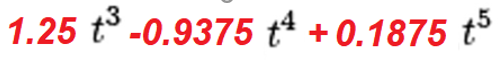 1.25 t³ -0.9375 t⁴ + 0.1875 t⁵